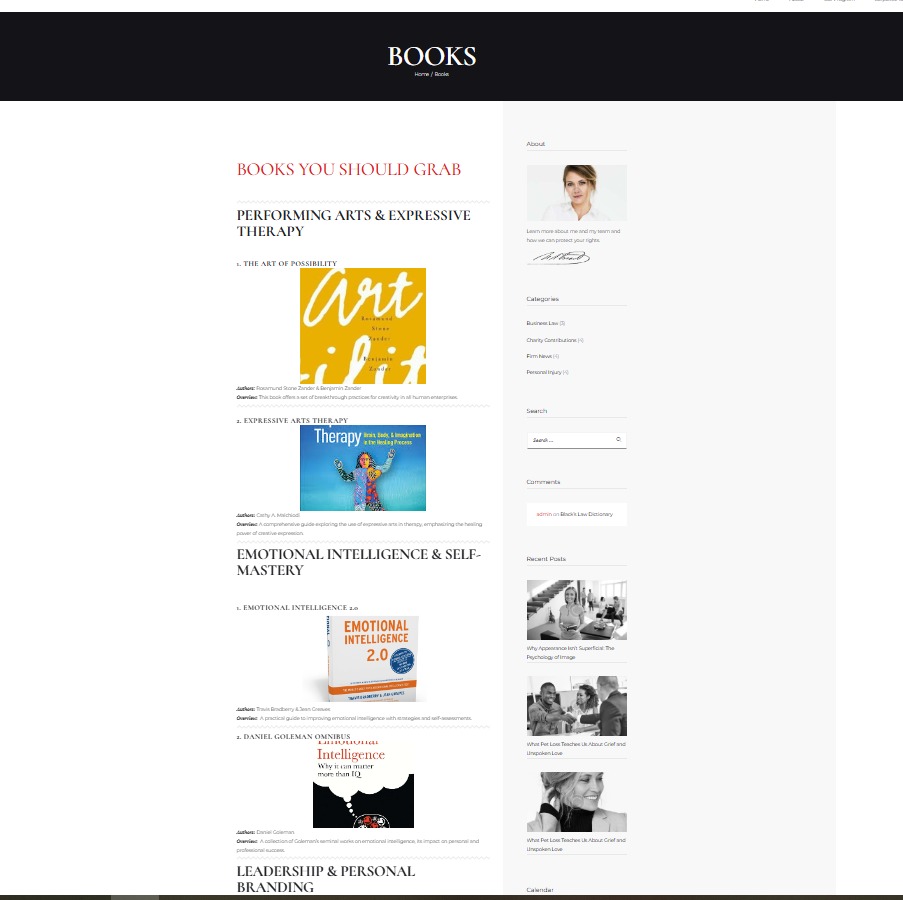 BOOKS
Home / Books
BOOKS YOU SHOULD GRAB
PERFORMING ARTS & EXPRESSIVE
THERAPY
1. THE ART OF POSSIBILITY
Art
Rosamund
Stone
Zander
Benjamin
Zander
Authors: Rosamund Stone Zander & Benjamin Zander
Overview: This book offers a set of breakthrough practices for creativity in all human enterprises.
2. EXPRESSIVE ARTS THERAPY
Therapy Brain, Body, & Imagination
in the Healing Process
Authors: Cathy A. Malchiodi
Overview: A comprehensive guide exploring the use of expressive arts in therapy, emphasizing the healing
power of creative expression.
EMOTIONAL INTELLIGENCE & SELF-
MASTERY
1. EMOTIONAL INTELLIGENCE 2.0
EMOTIONAL
INTELLIGENCE
2.0
TRAVIS BRADBERRY & JEAN GREAVES
Authors: Travis Bradberry & Jean Greaves
Overview: A practical guide to improving emotional intelligence with strategies and self-assessments.
2. DANIEL GOLEMAN OMNIBUS
Emotional
Intelligence
Why it can matter
more than IQ
Authors: Daniel Goleman
Overview: A collection of Goleman's seminal works on emotional intelligence, its impact on personal and
professional success.
LEADERSHIP & PERSONAL
BRANDING
About
Learn more about me and my team and
how we can protect your rights.
Categories
Business Law (3)
Charity Contributions (4)
Firm News (4)
Personal Injury (4)
Search
Search ...
Comments
admin on Black's Law Dictionary
Recent Posts
Why Appearance Isn't Superficial: The
Psychology of Image
What Pet Loss Teaches Us About Grief and
Unspoken Love
What Pet Loss Teaches Us About Grief and
Unspoken Love
Calendar